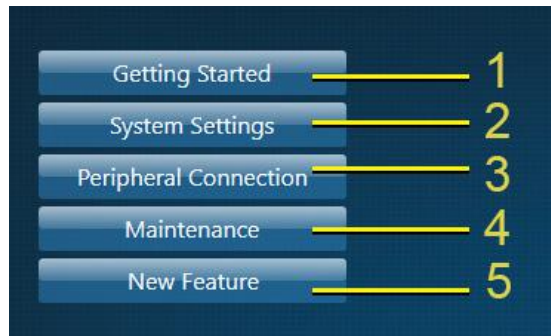 Getting Started 1
System Settings 2
Peripheral Connection 3
Maintenance 4
New Feature 5